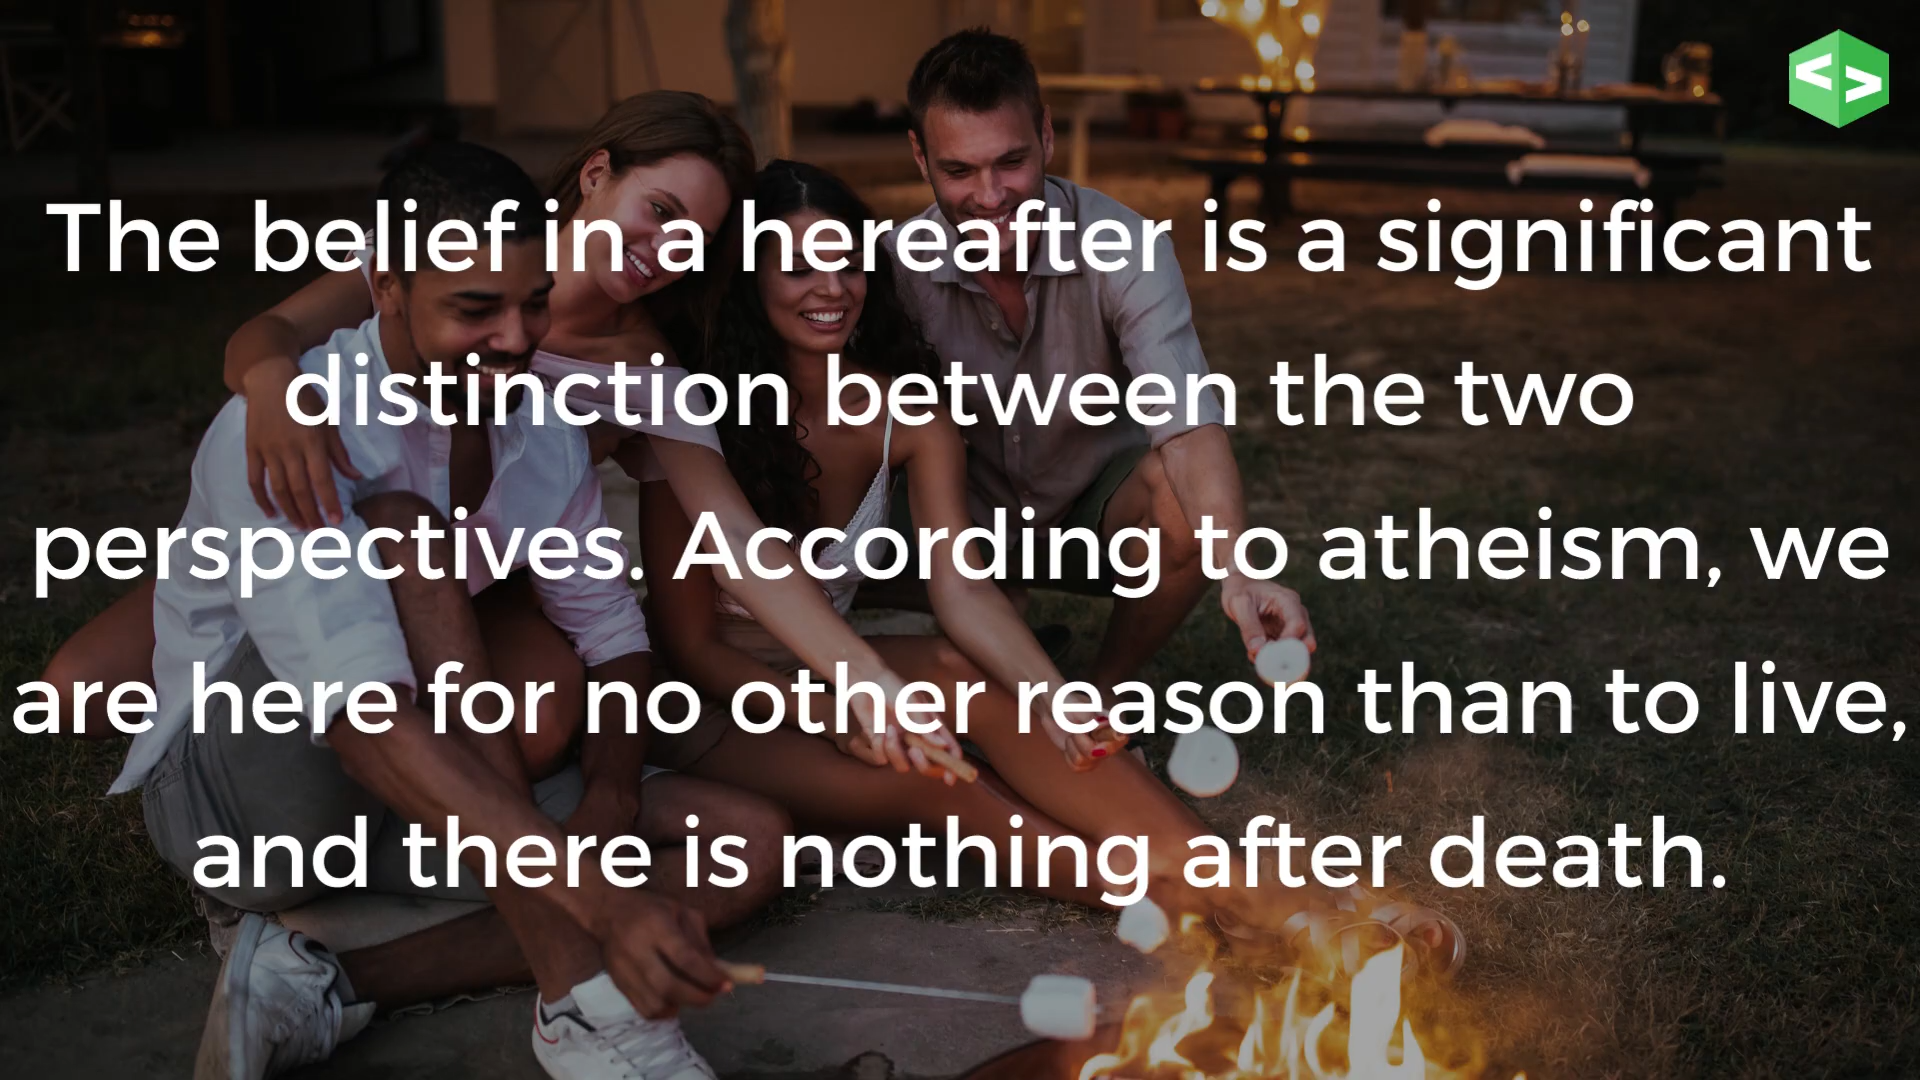 The belief in a hereafter is a significant
distinction between the two
perspectives. According to atheism, we
are here for no other reason than to live,
and there is nothing after death.